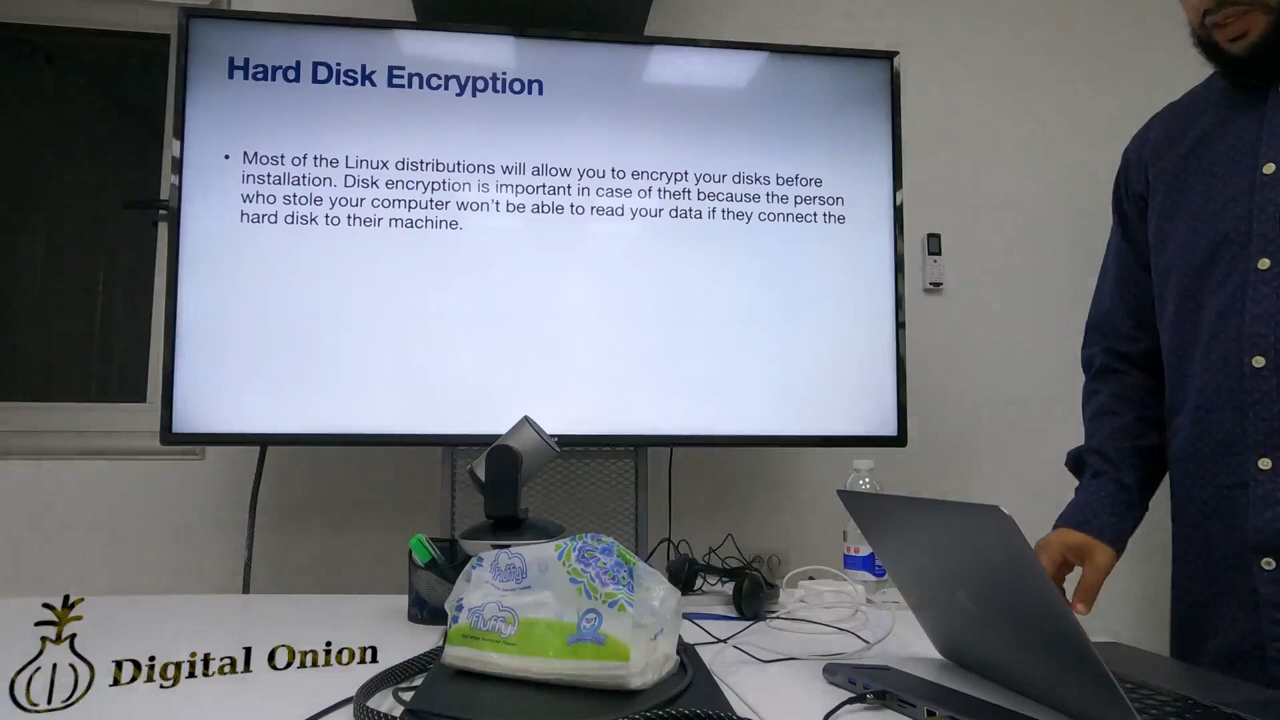 Hard Disk Encryption
• Most of the Linux distributions will allow you to encrypt your disks before
installation. Disk encryption is important in case of theft because the person
who stole your computer won't be able to read your data if they connect the
hard disk to their machine.
fluffy
fluffy
Digital Onion